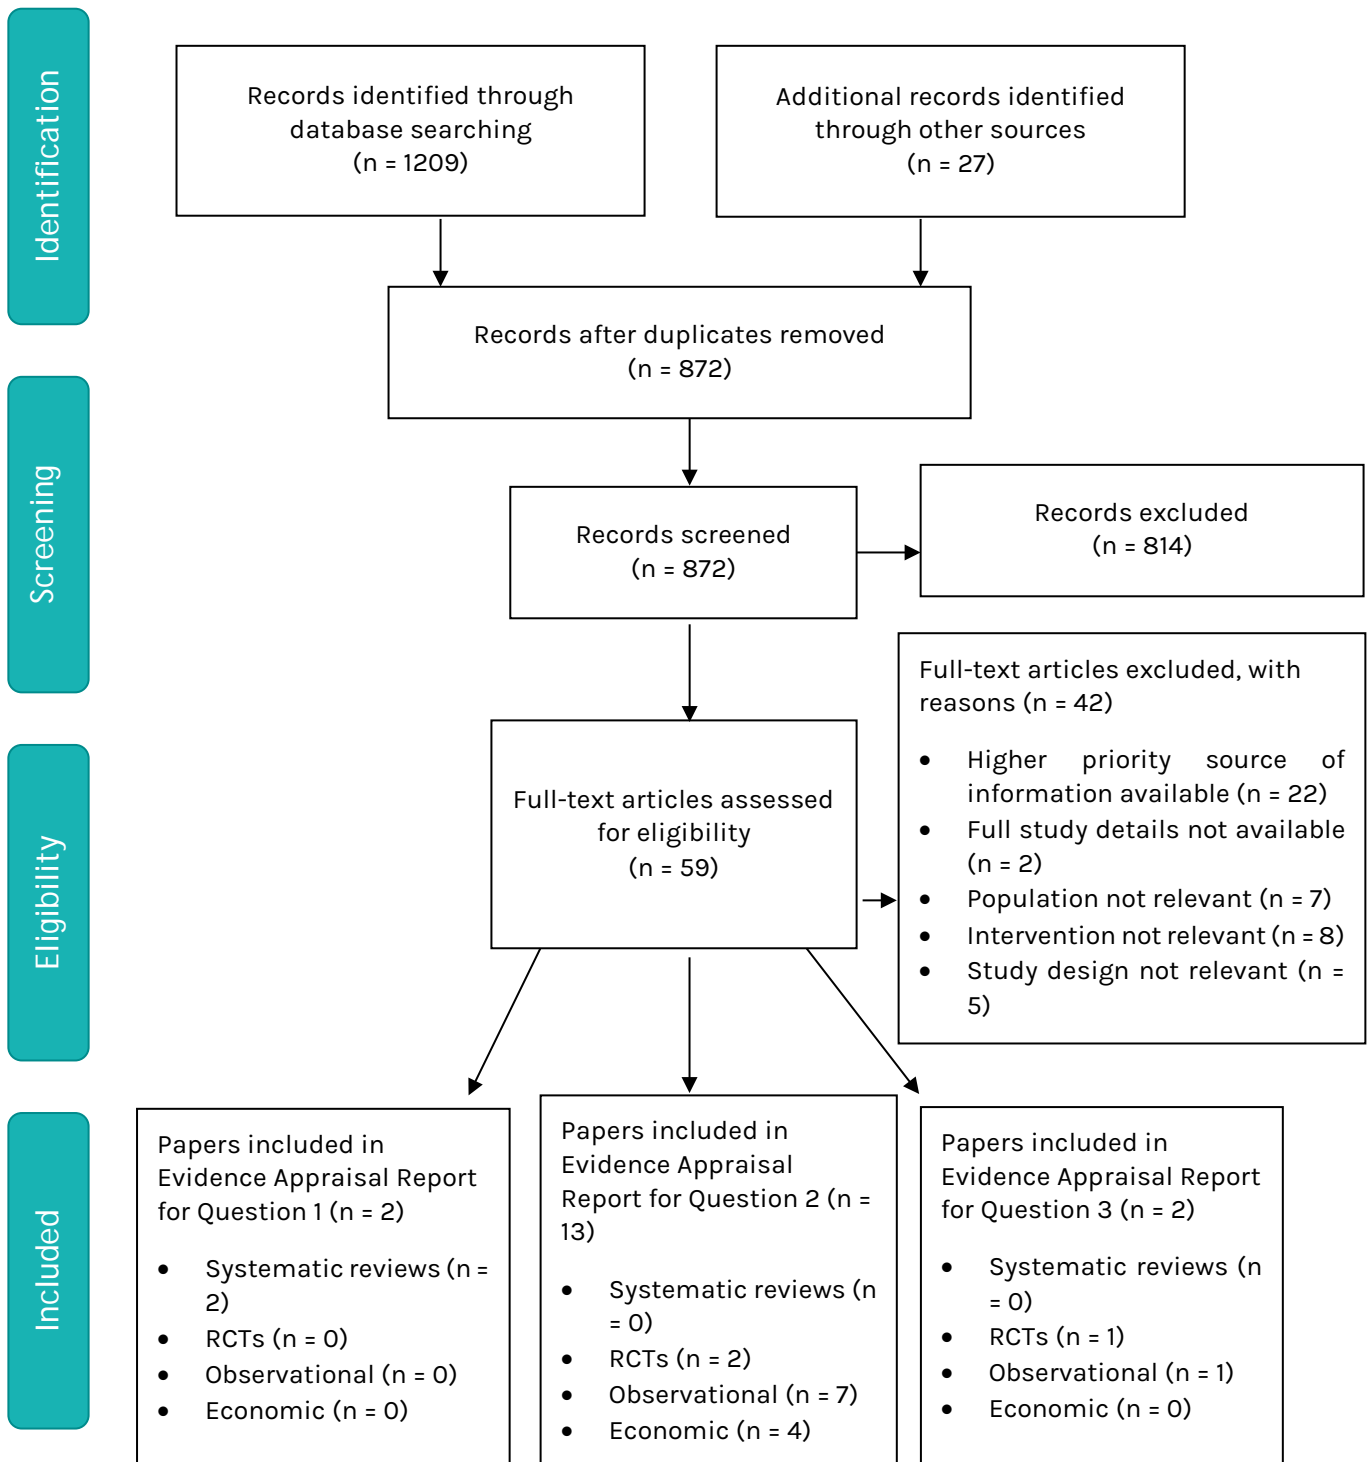 Identification
Records identified through
database searching
(n = 1209)
Additional records identified
through other sources
(n = 27)
Records after duplicates removed
(n = 872)
Screening
Records screened
(n = 872)
Records excluded
(n = 814)
Eligibility
Full-text articles assessed
for eligibility
(n = 59)
Full-text articles excluded, with
reasons (n = 42)
• Higher priority source of
information available (n = 22)
• Full study details not available
(n = 2)
• Population not relevant (n = 7)
• Intervention not relevant (n = 8)
• Study design not relevant (n =
5)
Included
Papers included in
Evidence Appraisal Report
for Question 1 (n = 2)
• Systematic reviews (n =
2)
• RCTs (n = 0)
• Observational (n = 0)
• Economic (n = 0)
Papers included in
Evidence Appraisal
Report for Question 2 (n =
13)
• Systematic reviews (n
= 0)
• RCTs (n = 2)
• Observational (n = 7)
• Economic (n = 4)
Papers included in
Evidence Appraisal Report
for Question 3 (n = 2)
• Systematic reviews (n
= 0)
• RCTs (n = 1)
• Observational (n = 1)
• Economic (n = 0)